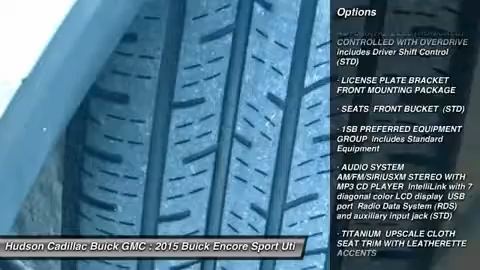 Options
CONTROLLED WITH OVERDRIVE
includes Driver Shift Control
(STD)
· LICENSE PLATE BRACKET
FRONT MOUNTING PACKAGE
· SEATS FRONT BUCKET (STD)
· 1SB PREFERRED EQUIPMENT
GROUP Includes Standard
Equipment
· AUDIO SYSTEM
AM/FM/SIRIUSXM STEREO WITH
MP3 CD PLAYER IntelliLink with 7
diagonal color LCD display USB
port Radio Data System (RDS)
and auxiliary input jack (STD)
· TITANIUM UPSCALE CLOTH
SEAT TRIM WITH LEATHERETTE
ACCENTS
Hudson Cadillac Buick GMC : 2015 Buick Encore Sport Uti